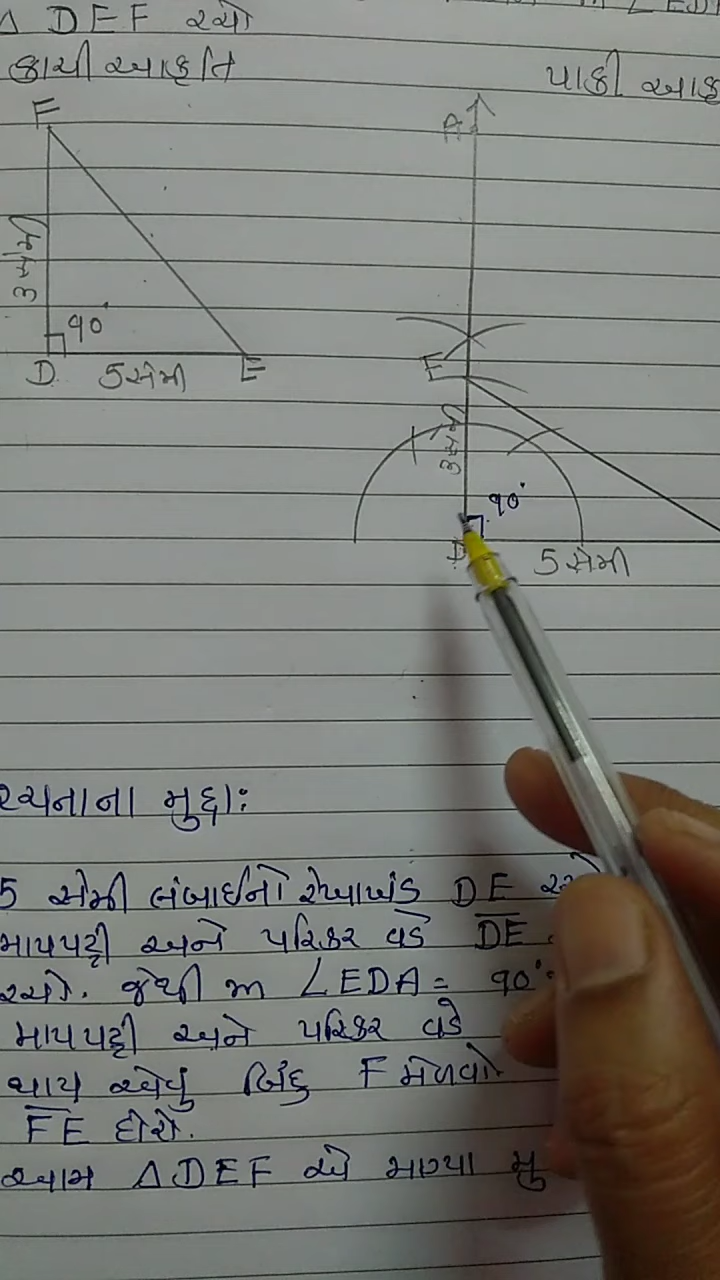 Δ DEF રચો
કાચી આકૃતિ
પાકી આકૃ
F
A
3 સેમી
90°
D
5 સેમી
E
F
3 સેમી
90°
D
5 સેમી
રચનાના મુદ્દા:
5 સેમી લંબાઈનો રેખાખંડ DE
માપપટ્ટી અને પરિકર વડે DE
રચો. જેથી m ∠EDA = 90°
માપપટ્ટી અને પરિકર વડે
થાય એવું બિંદુ F મેળવો
FE દોરો.
આમ ΔDEF એ માગ્યા મુ